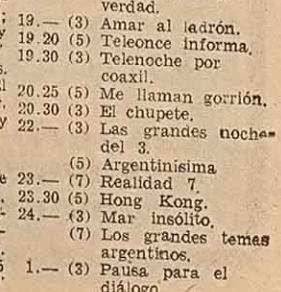 verdad.
19.— (3) Amar al ladrón.
19.20 (5) Teleonce informa.
19.30 (3) Telenoche por
coaxil.
20.25 (5) Me llaman gorrión.
20.30 (3) El chupete.
22.— (3) Las grandes noches
del 3.
(5) Argentinisima
23.— (7) Realidad 7.
23.30 (5) Hong Kong.
24.— (3) Mar insólito.
(7) Los grandes temas
argentinos.
1.— (3) Pausa para el
diálogo